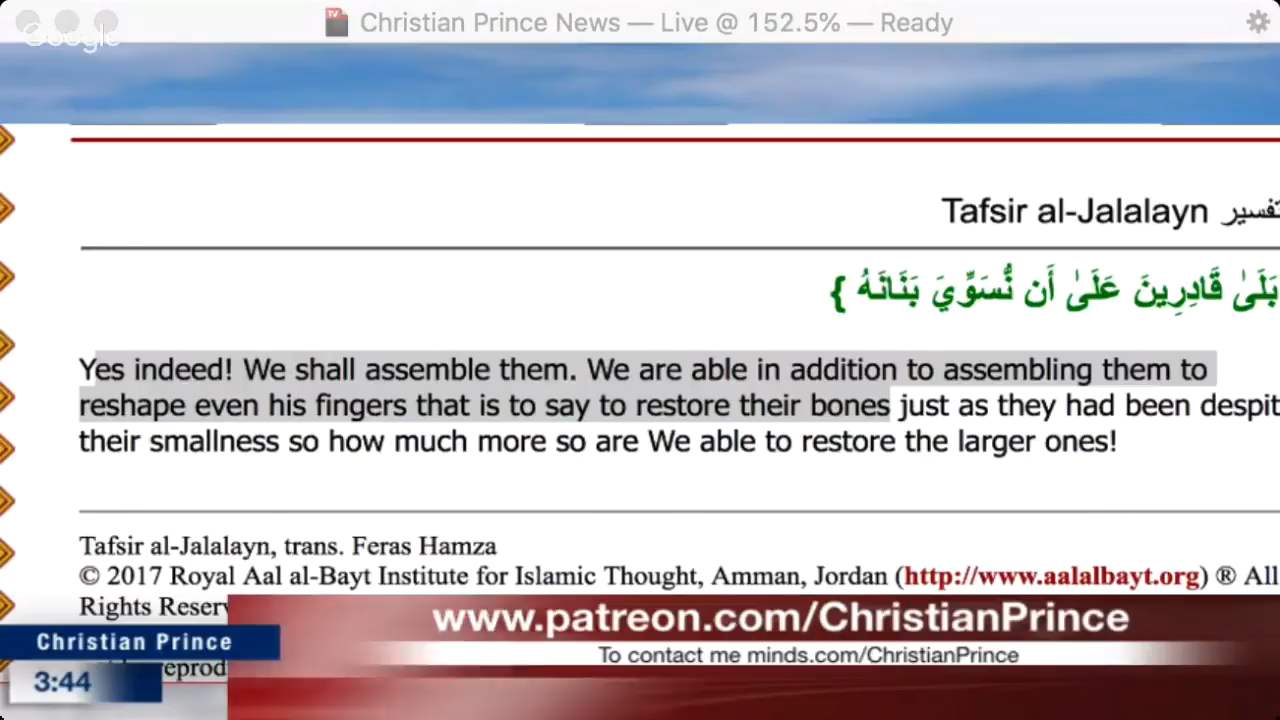 Christian Prince News — Live @ 152.5% — Ready
Google
Tafsir al-Jalalayn تفسير
بَلَىٰ قَادِرِينَ عَلَىٰ أَن نُّسَوِّيَ بَنَانَهُ }
Yes indeed! We shall assemble them. We are able in addition to assembling them to
reshape even his fingers that is to say to restore their bones just as they had been despit
their smallness so how much more so are We able to restore the larger ones!
Tafsir al-Jalalayn, trans. Feras Hamza
© 2017 Royal Aal al-Bayt Institute for Islamic Thought, Amman, Jordan (http://www.aalalbayt.org) ® All
Rights Reserv
www.patreon.com/ChristianPrince
Christian Prince
To contact me minds.com/ChristianPrince
eprod
3:44